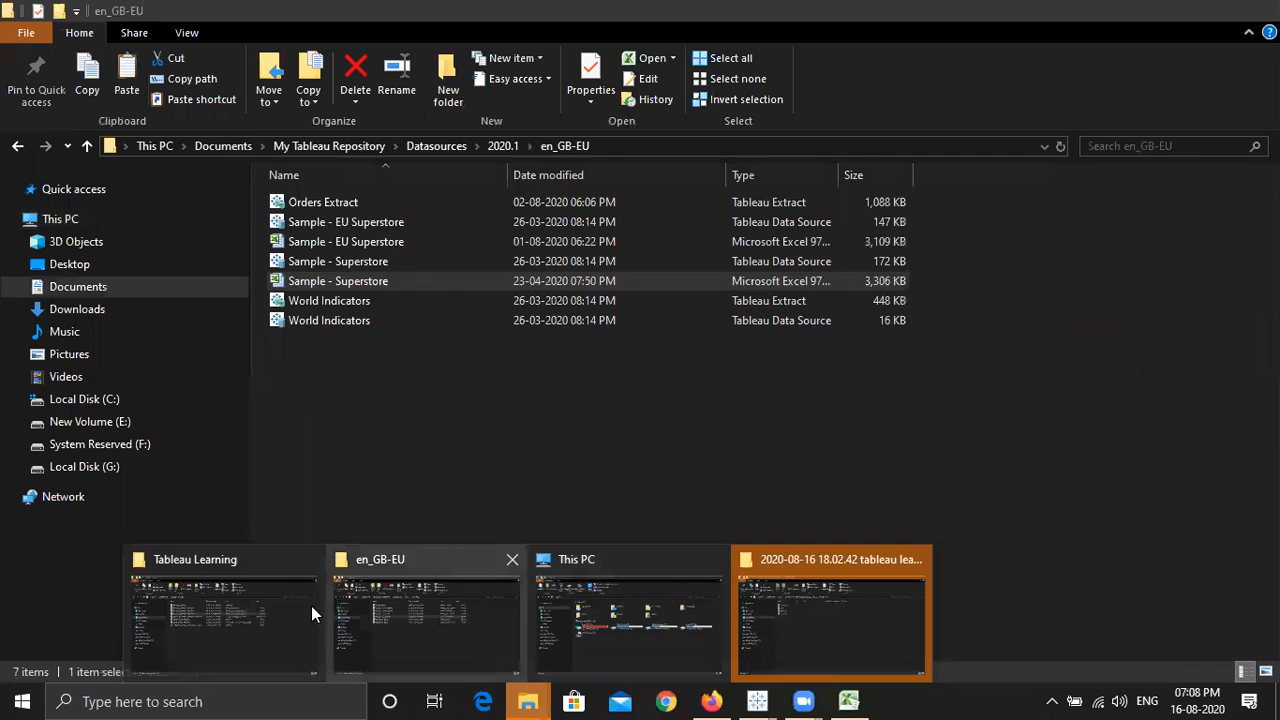 en_GB-EU
File Home Share View
Pin to Quick access
Copy
Paste
Cut
Copy path
Paste shortcut
Clipboard
Move to
Copy to
Delete
Rename
Organize
New folder
New item
Easy access
New
Properties
Open
Edit
History
Open
Select all
Select none
Invert selection
Select
This PC Documents My Tableau Repository Datasources 2020.1 en_GB-EU
Search en_GB-EU
Name Date modified Type Size
Orders Extract 02-08-2020 06:06 PM Tableau Extract 1,088 KB
Sample - EU Superstore 26-03-2020 08:14 PM Tableau Data Source 147 KB
Sample - EU Superstore 01-08-2020 06:22 PM Microsoft Excel 97... 3,109 KB
Sample - Superstore 26-03-2020 08:14 PM Tableau Data Source 172 KB
Sample - Superstore 23-04-2020 07:50 PM Microsoft Excel 97... 3,306 KB
World Indicators 26-03-2020 08:14 PM Tableau Extract 448 KB
World Indicators 26-03-2020 08:14 PM Tableau Data Source 16 KB
Quick access
This PC
3D Objects
Desktop
Documents
Downloads
Music
Pictures
Videos
Local Disk (C:)
New Volume (E:)
System Reserved (F:)
Local Disk (G:)
Network
Tableau Learning
en_GB-EU
This PC
2020-08-16 18.02.42 tableau lea...
7 items 1 item selec
Type here to search
ENG
07:08 PM
16-08-2020